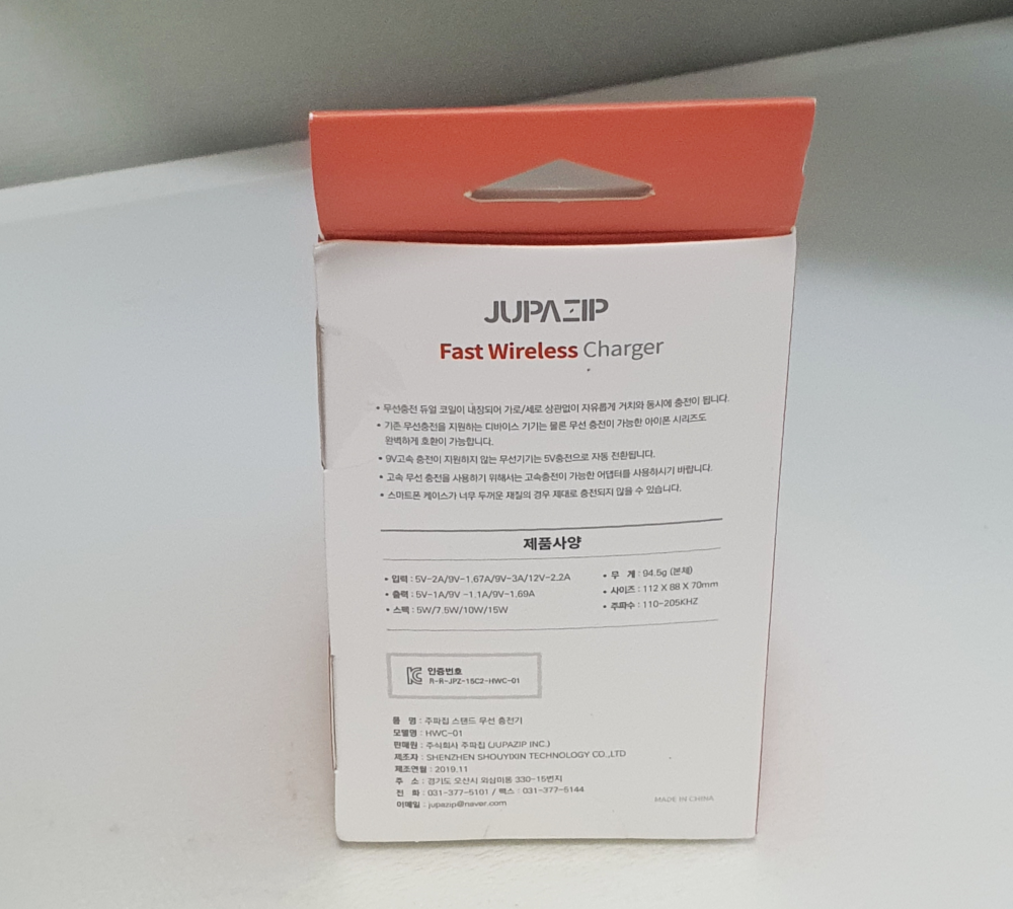 JUPAZIP
Fast Wireless Charger
• 무선충전 듀얼 코일이 내장되어 가로/세로 상관없이 자유롭게 거치와 동시에 충전이 됩니다.
• 기존 무선충전을 지원하는 디바이스 기기는 물론 무선 충전이 가능한 아이폰 시리즈도
완벽하게 호환이 가능합니다.
• 9V고속 충전이 지원하지 않는 무선기기는 5V충전으로 자동 전환됩니다.
• 고속 무선 충전을 사용하기 위해서는 고속충전이 가능한 어댑터를 사용하시기 바랍니다.
• 스마트폰 케이스가 너무 두꺼운 재질의 경우 제대로 충전되지 않을 수 있습니다.
제품사양
• 입력 : 5V-2A/9V-1.67A/9V-3A/12V-2.2A
• 출력 : 5V-1A/9V -1.1A/9V-1.69A
• 스펙 : 5W/7.5W/10W/15W
• 무 게 : 94.5g (본체)
• 사이즈 : 112 X 88 X 70mm
• 주파수 : 110-205KHZ
인증번호
R-R-JPZ-15C2-HWC-01
품 명 : 주파집 스탠드 무선 충전기
모델명 : HWC-01
판매원 : 주식회사 주파집 (JUPAZIP INC.)
제조자 : SHENZHEN SHOUYIXIN TECHNOLOGY CO.,LTD
제조연월 : 2019.11
주 소 : 경기도 오산시 외삼미동 330-15번지
전 화 : 031-377-5101 / 팩스 : 031-377-5144
이메일 : jupazip@naver.com
MADE IN CHINA